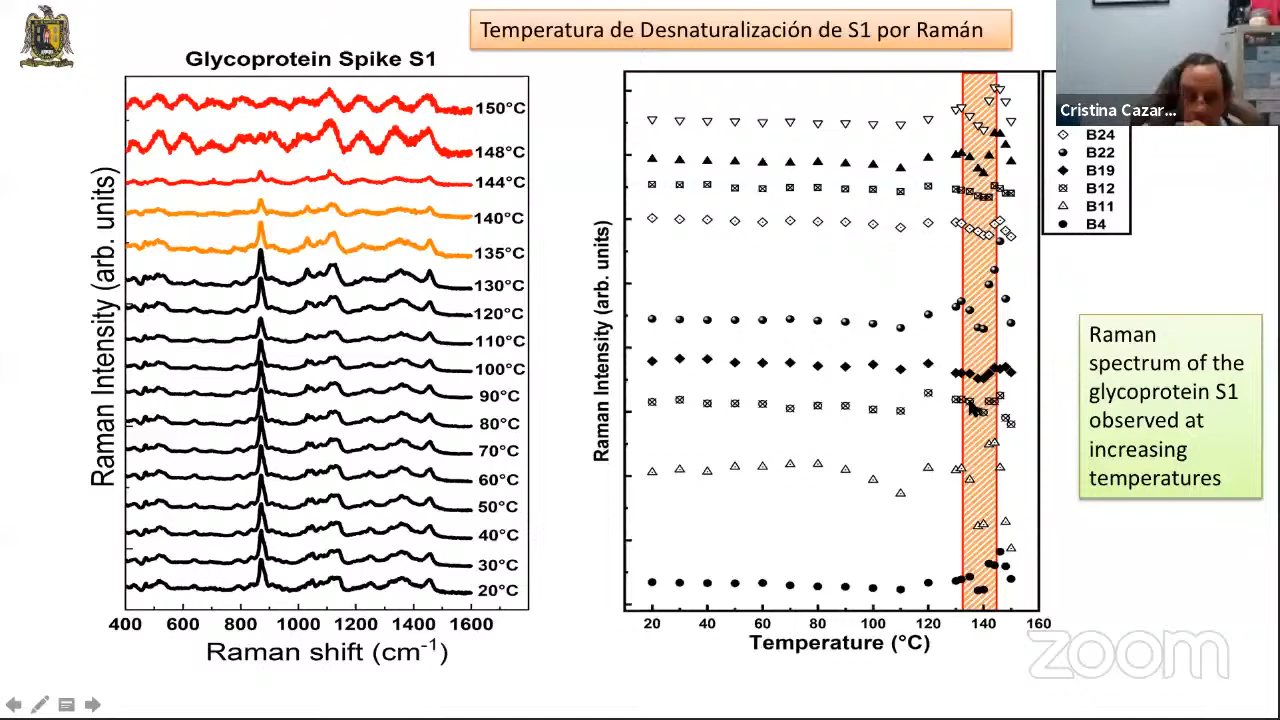 Temperatura de Desnaturalización de S1 por Ramán
Glycoprotein Spike S1
Raman Intensity (arb. units)
150°C
148°C
144°C
140°C
135°C
130°C
120°C
110°C
100°C
90°C
80°C
70°C
60°C
50°C
40°C
30°C
20°C
400 600 800 1000 1200 1400 1600
Raman shift (cm-1)
Raman Intensity (arb. units)
20 40 60 80 100 120 140 160
Temperature (°C)
Cristina Cazar...
B24
B22
B19
B12
B11
B4
Raman
spectrum of the
glycoprotein S1
observed at
increasing
temperatures
zoom